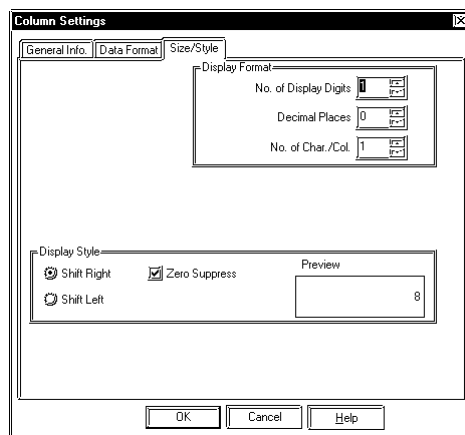 Column Settings
General Info. Data Format Size/Style
Display Format
No. of Display Digits 1
Decimal Places 0
No. of Char./Col. 1
Display Style
Shift Right Zero Suppress Preview
Shift Left 8
OK Cancel Help